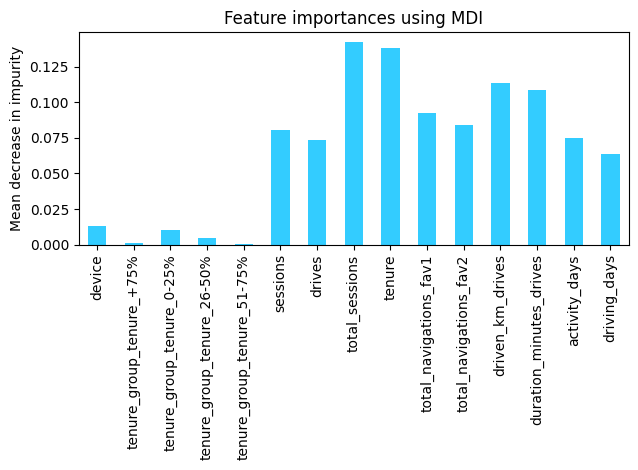 Feature importances using MDI
Mean decrease in impurity
0.125
0.100
0.075
0.050
0.025
0.000
device
tenure_group_tenure_+75%
tenure_group_tenure_0-25%
tenure_group_tenure_26-50%
tenure_group_tenure_51-75%
sessions
drives
total_sessions
tenure
total_navigations_fav1
total_navigations_fav2
driven_km_drives
duration_minutes_drives
activity_days
driving_days